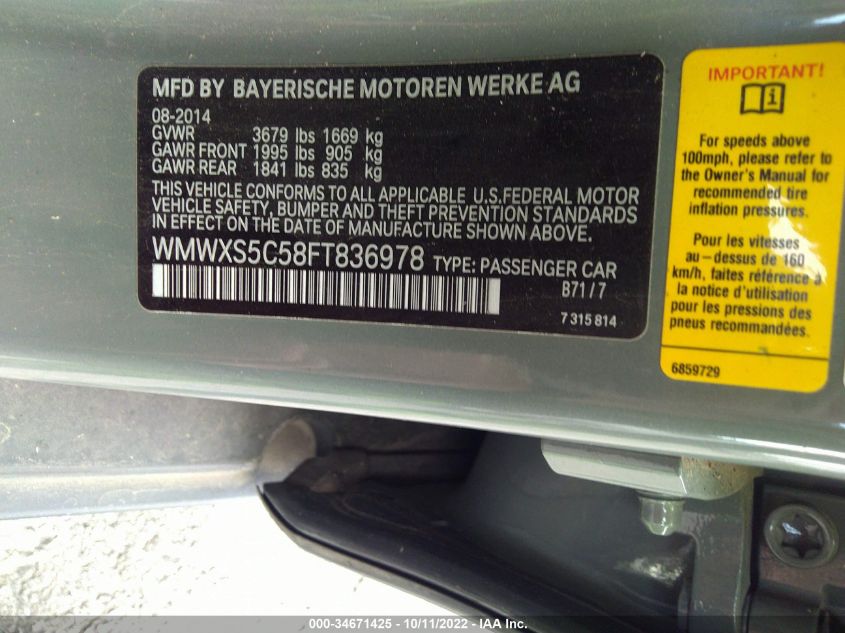 MFD BY BAYERISCHE MOTOREN WERKE AG
08-2014
GVWR 3679 lbs 1669 kg
GAWR FRONT 1995 lbs 905 kg
GAWR REAR 1841 lbs 835 kg
THIS VEHICLE CONFORMS TO ALL APPLICABLE U.S.FEDERAL MOTOR
VEHICLE SAFETY, BUMPER AND THEFT PREVENTION STANDARDS
IN EFFECT ON THE DATE OF MANUFACTURE SHOWN ABOVE.
WMWXS5C58FT836978 TYPE: PASSENGER CAR
B71/7
7 315 814
IMPORTANT!
i
For speeds above
100mph, please refer to
the Owner's Manual for
recommended tire
inflation pressures.
Pour les vitesses
au-dessus de 160
km/h, faites référence à
la notice d'utilisation
pour les pressions des
pneus recommandées.
6859729
000-34671425 - 10/11/2022 - IAA Inc.